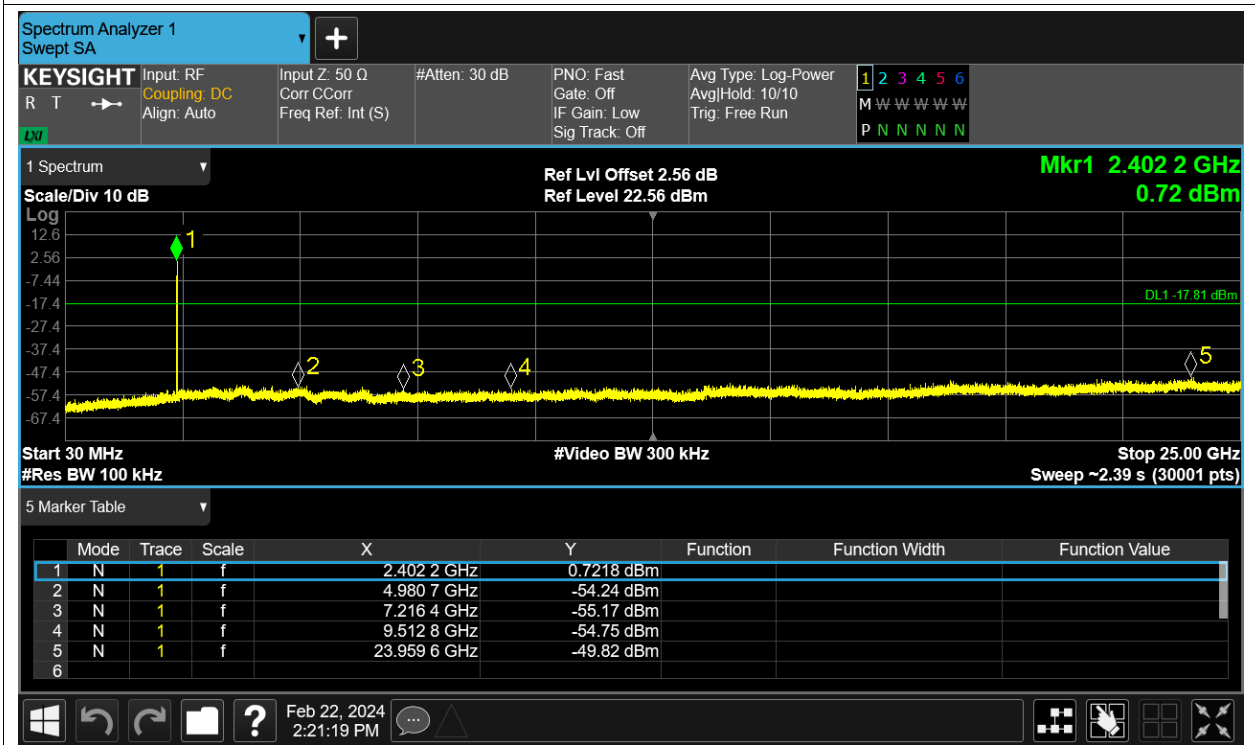 Spectrum Analyzer 1
Swept SA
KEYSIGHT
R T
LXI
Input: RF
Coupling: DC
Align: Auto
Input Z: 50 Ω
Corr CCorr
Freq Ref: Int (S)
#Atten: 30 dB
PNO: Fast
Gate: Off
IF Gain: Low
Sig Track: Off
Avg Type: Log-Power
Avg|Hold: 10/10
Trig: Free Run
1 2 3 4 5 6
M W W W W W
P N N N N N
1 Spectrum
Scale/Div 10 dB
Ref Lvl Offset 2.56 dB
Ref Level 22.56 dBm
Mkr1 2.402 2 GHz
0.72 dBm
Log
12.6
2.56
-7.44
-17.4
-27.4
-37.4
-47.4
-57.4
-67.4
1
2
3
4
5
DL1 -17.81 dBm
Start 30 MHz
#Res BW 100 kHz
#Video BW 300 kHz
Stop 25.00 GHz
Sweep ~2.39 s (30001 pts)
5 Marker Table
Mode Trace Scale X Y Function Function Width Function Value
1 N 1 f 2.402 2 GHz 0.7218 dBm
2 N 1 f 4.980 7 GHz -54.24 dBm
3 N 1 f 7.216 4 GHz -55.17 dBm
4 N 1 f 9.512 8 GHz -54.75 dBm
5 N 1 f 23.959 6 GHz -49.82 dBm
6
?
Feb 22, 2024
2:21:19 PM